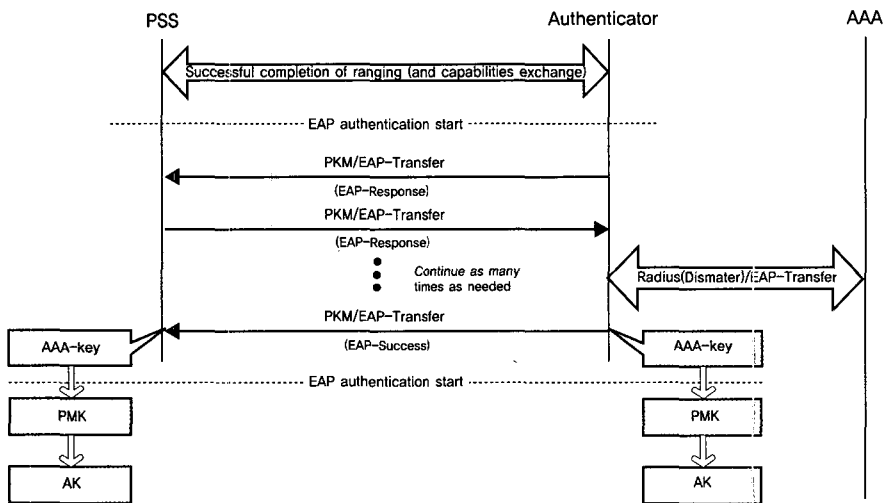 PSS
Authenticator
AAA
Successful completion of ranging (and capabilities exchange)
EAP authentication start
PKM/EAP-Transfer
(EAP-Response)
PKM/EAP-Transfer
(EAP-Response)
Continue as many
times as needed
Radius(Dismater)/EAP-Transfer
PKM/EAP-Transfer
(EAP-Success)
AAA-key
AAA-key
EAP authentication start
PMK
PMK
AK
AK